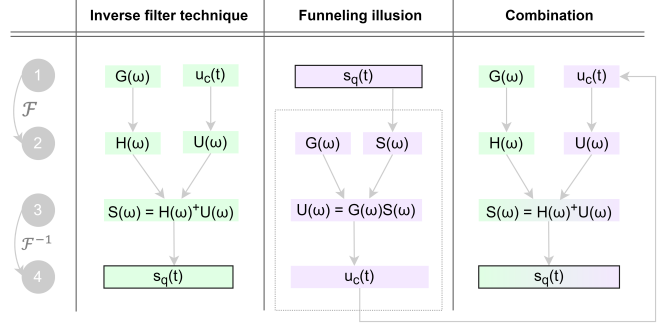 Inverse filter technique
Funneling illusion
Combination
1
G(ω)
u_c(t)
s_q(t)
G(ω)
u_c(t)
ℱ
2
H(ω)
U(ω)
G(ω)
S(ω)
H(ω)
U(ω)
3
S(ω) = H(ω)⁺U(ω)
U(ω) = G(ω)S(ω)
S(ω) = H(ω)⁺U(ω)
ℱ⁻¹
4
s_q(t)
u_c(t)
s_q(t)